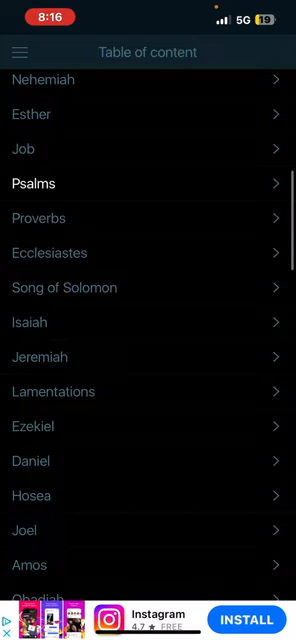 8:16
5G 19
Table of content
Nehemiah
Esther
Job
Psalms
Proverbs
Ecclesiastes
Song of Solomon
Isaiah
Jeremiah
Lamentations
Ezekiel
Daniel
Hosea
Joel
Amos
Obadiah
Instagram
4.7 ★ FREE
INSTALL